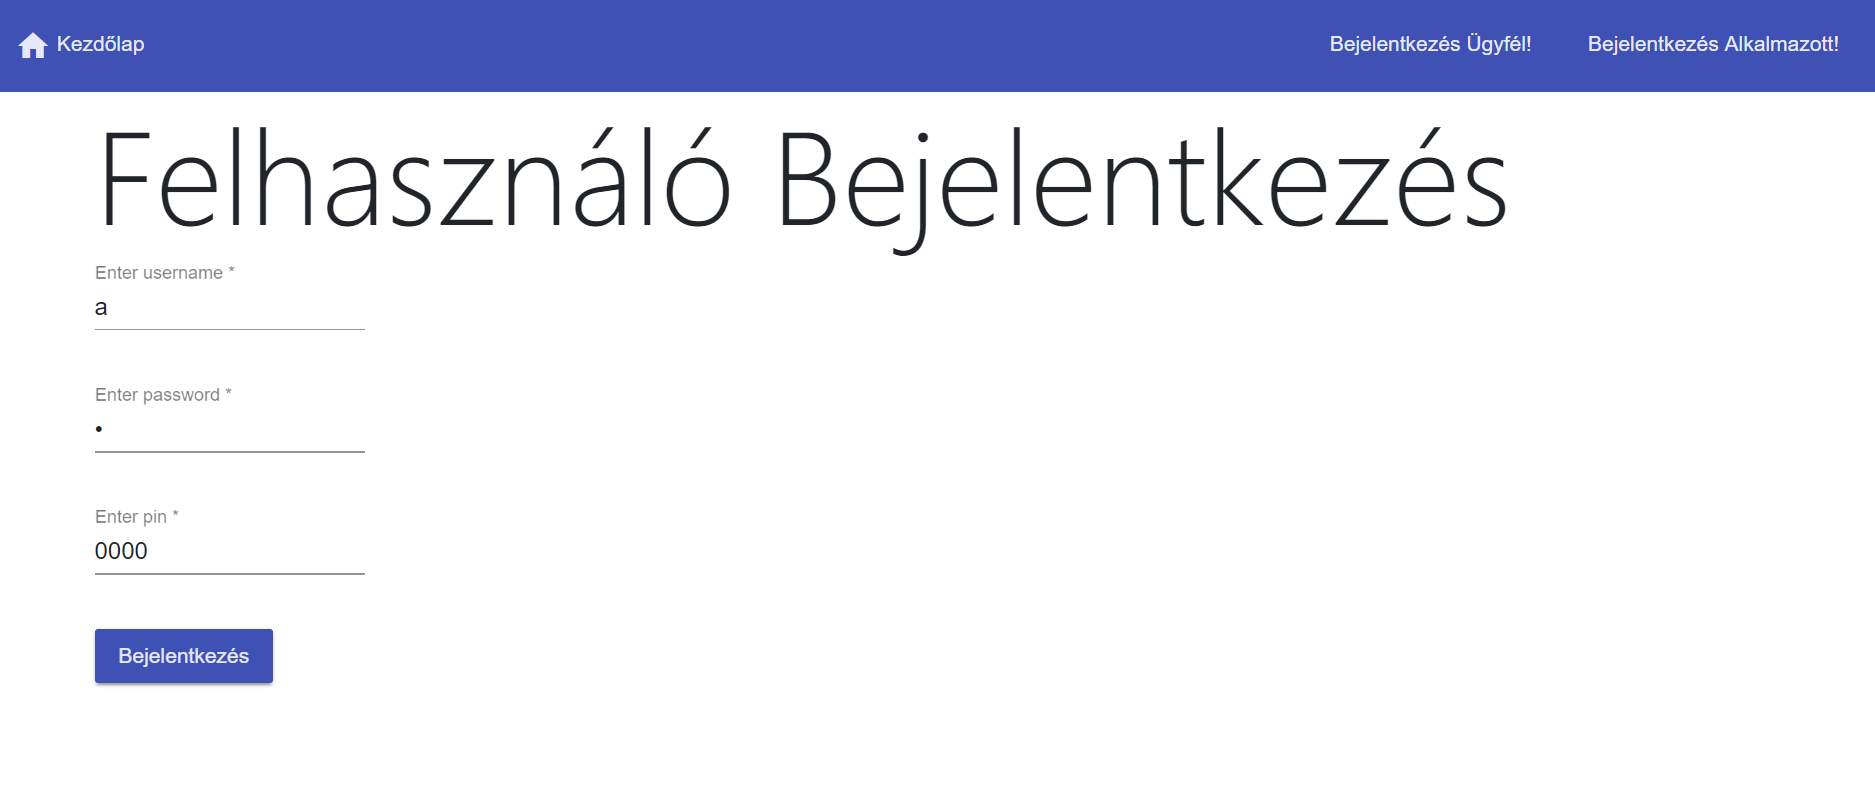 Kezdőlap
Bejelentkezés Ügyfél!
Bejelentkezés Alkalmazott!
Felhasználó Bejelentkezés
Enter username *
a
Enter password *
•
Enter pin *
0000
Bejelentkezés